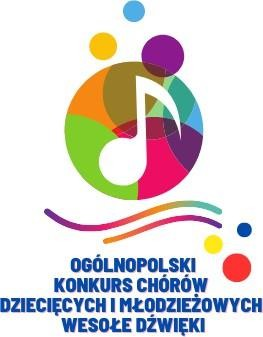 OGÓLNOPOLSKI
KONKURS CHÓRÓW
DZIECIĘCYCH I MŁODZIEŻOWYCH
WESOŁE DŹWIĘKI